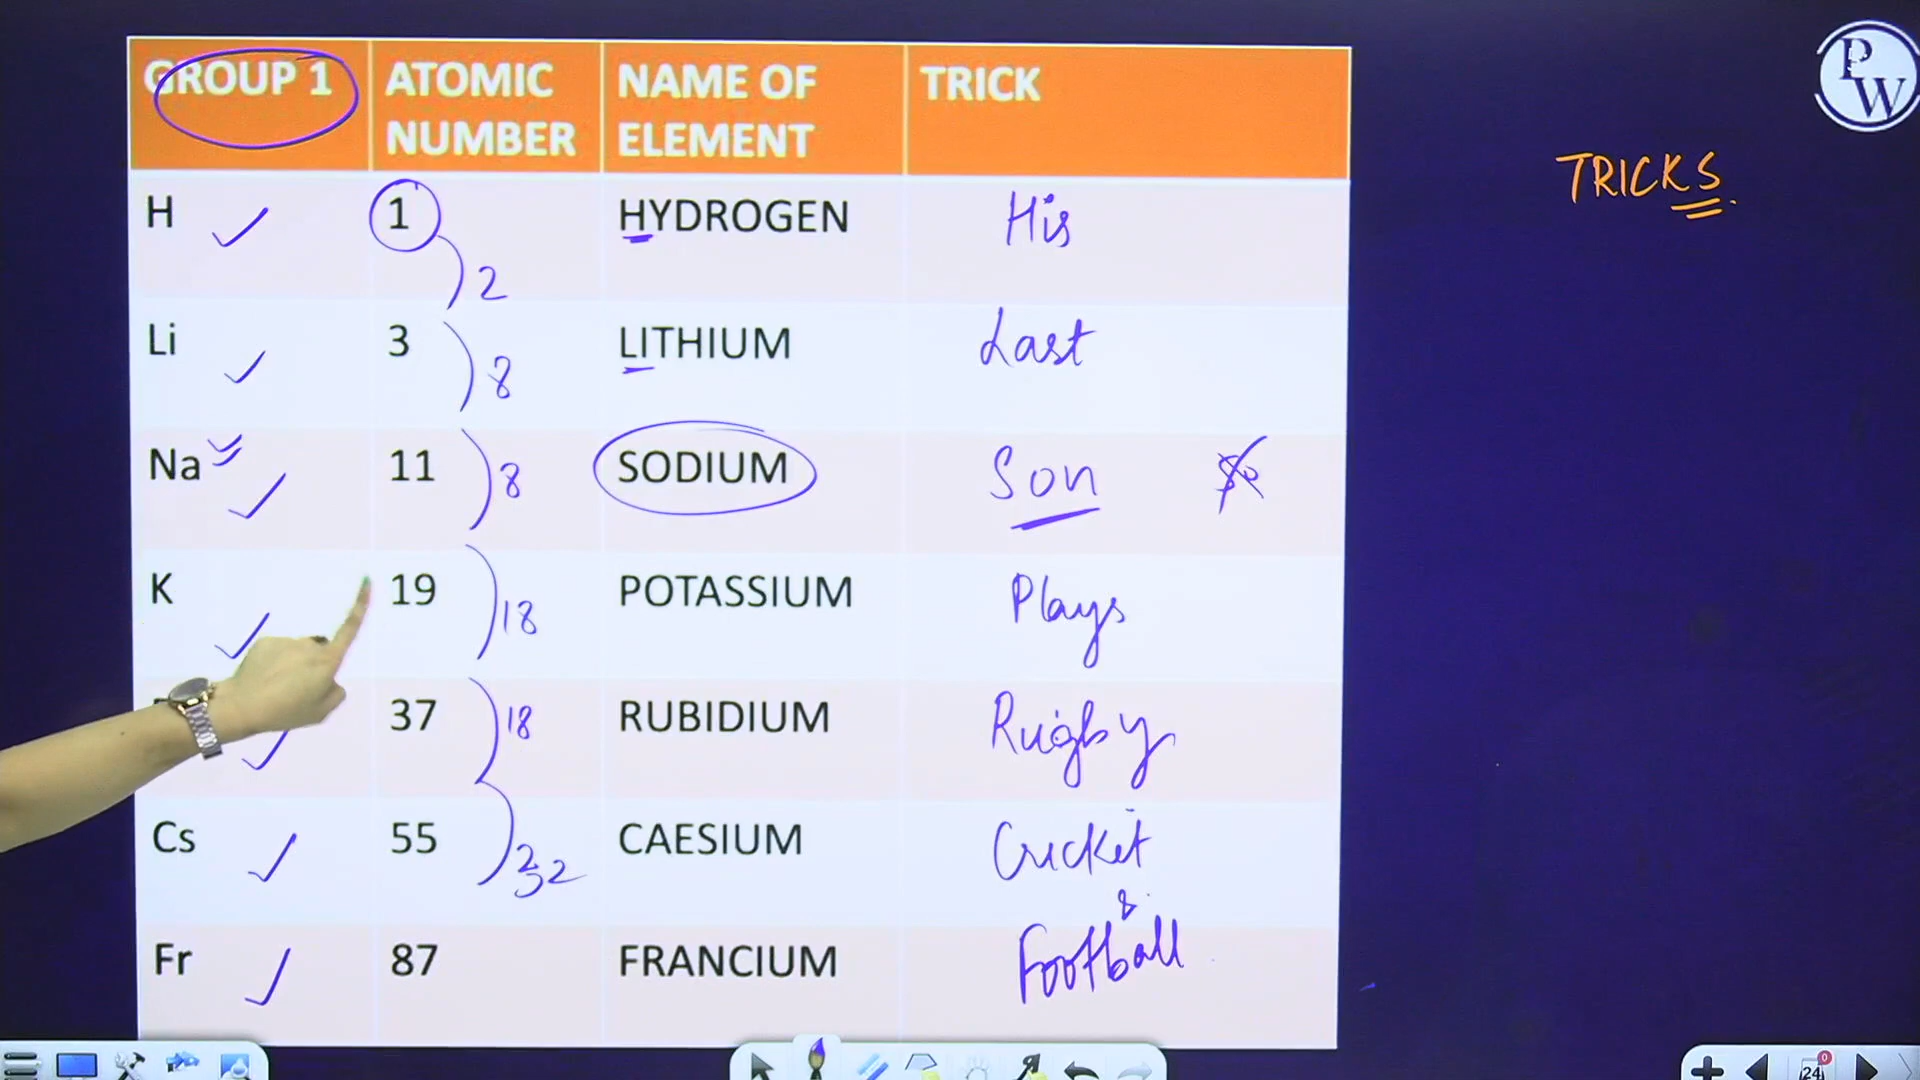 GROUP 1
ATOMIC NUMBER
NAME OF ELEMENT
TRICK
P
W
TRICKS
H 1 HYDROGEN His
2
Li 3 LITHIUM Last
8
Na 11 SODIUM Son
8
K 19 POTASSIUM Plays
18
37 RUBIDIUM Rugby
18
Cs 55 CAESIUM Cricket
32
&
Fr 87 FRANCIUM Football
24
0